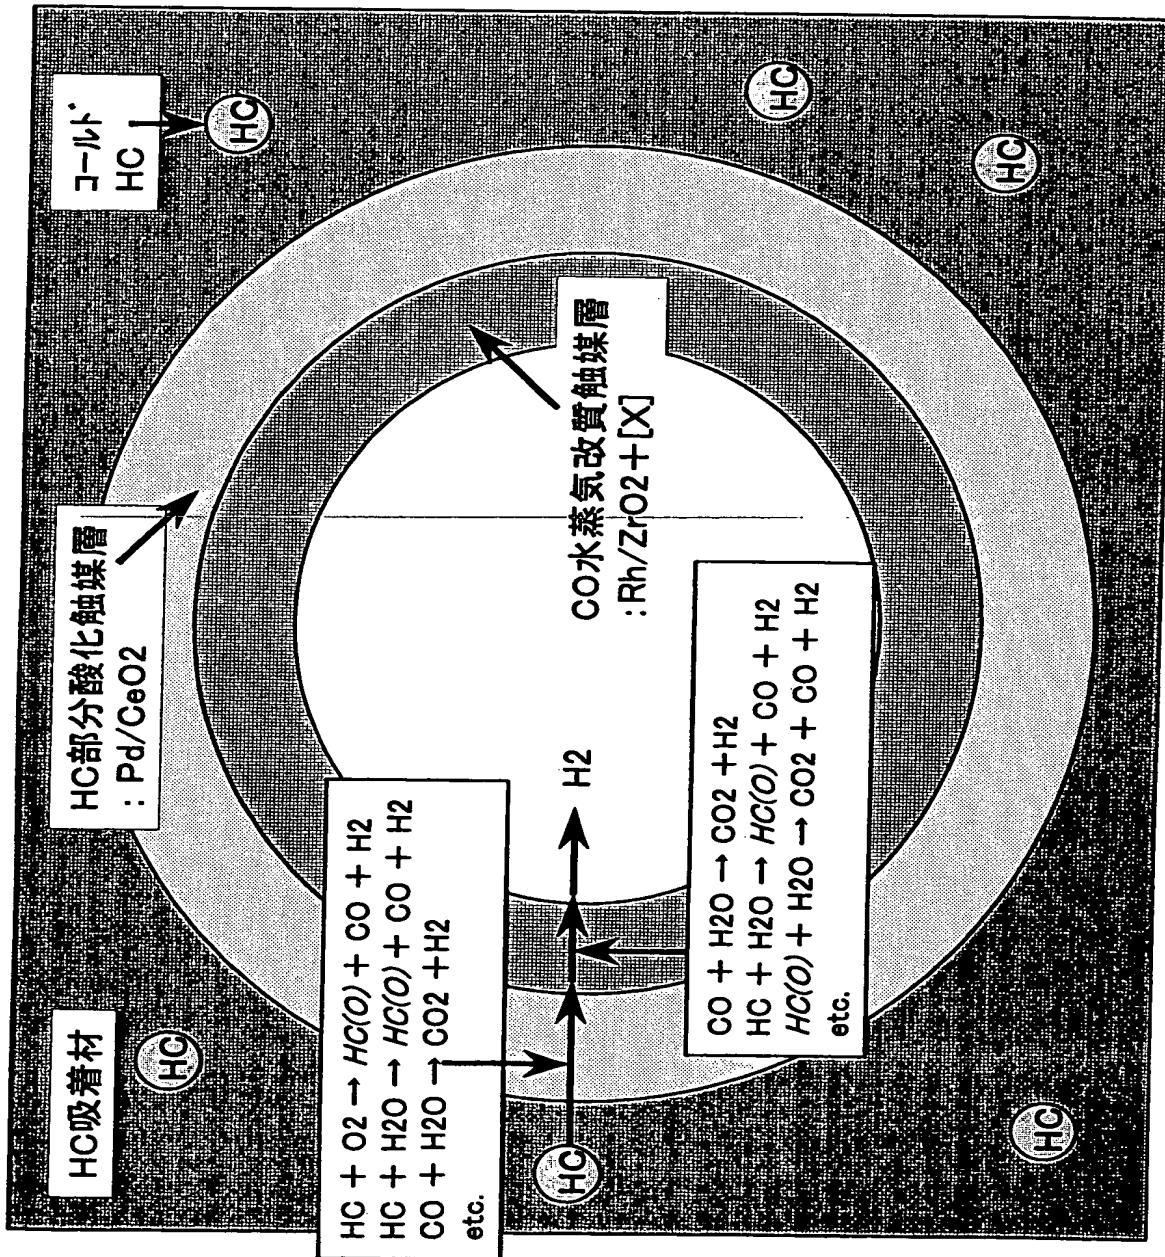 HC吸着材
コールド
HC
HC部分酸化触媒層
: Pd/CeO2
HC
HC
HC
HC
HC
HC
HC + O2 → HC(O) + CO + H2
HC + H2O → HC(O) + CO + H2
CO + H2O → CO2 +H2
etc.
H2
CO水蒸気改質触媒層
:Rh/ZrO2+[X]
CO + H2O → CO2 +H2
HC + H2O → HC(O) + CO + H2
HC(O) + H2O → CO2 + CO + H2
etc.